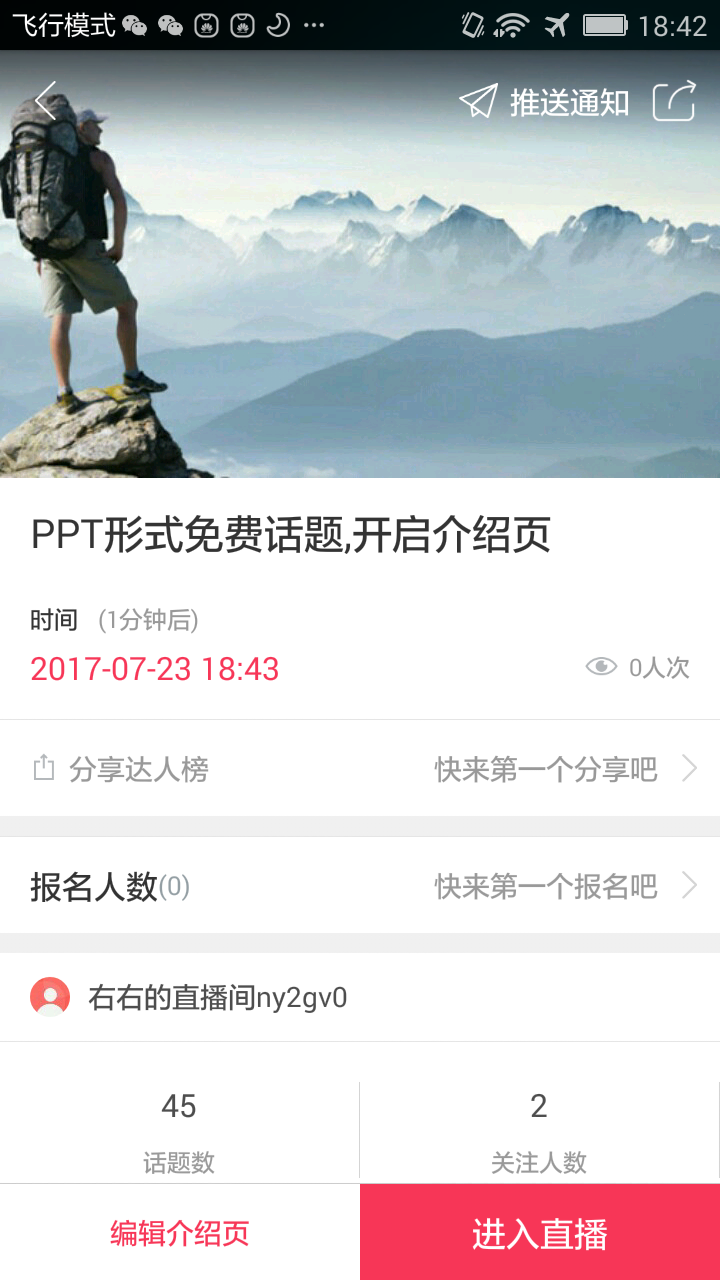 飞行模式 ··· 18:42
推送通知
PPT形式免费话题,开启介绍页
时间 (1分钟后)
2017-07-23 18:43 0人次
分享达人榜 快来第一个分享吧
报名人数(0) 快来第一个报名吧
右右的直播间ny2gv0
45 2
话题数 关注人数
编辑介绍页 进入直播